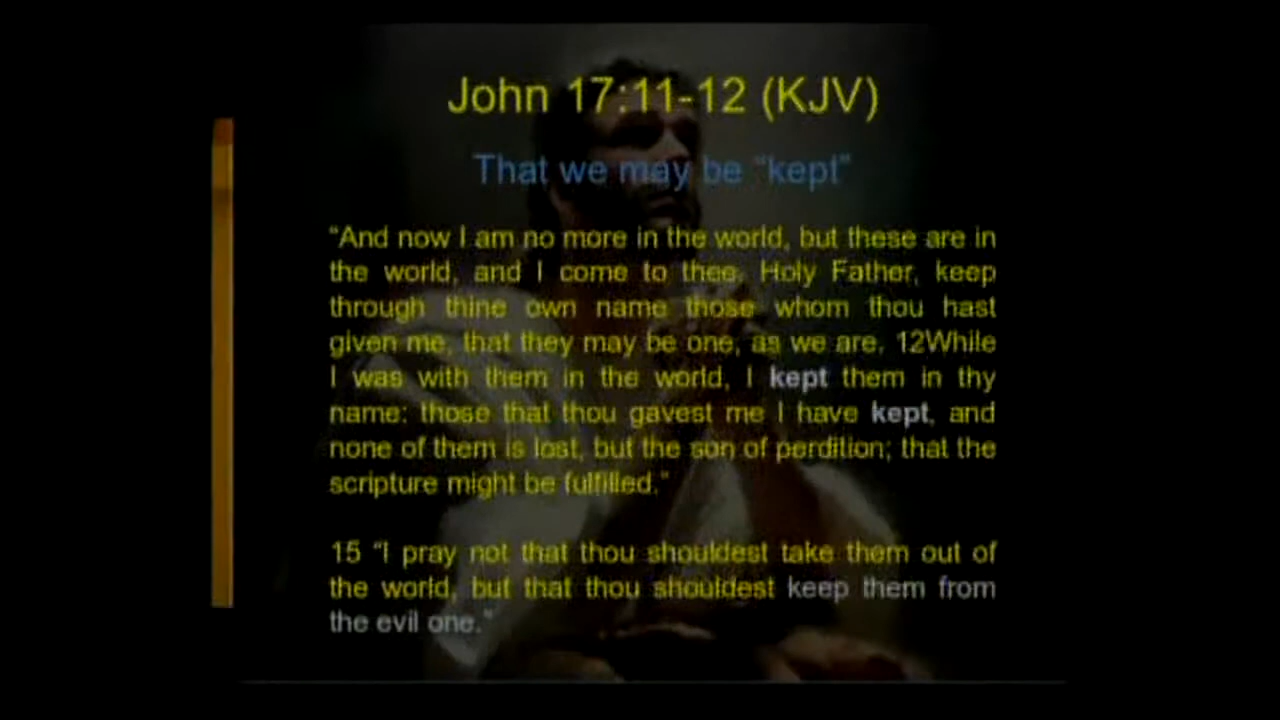 John 17:11-12 (KJV)
That we may be “kept”
“And now I am no more in the world, but these are in
the world, and I come to thee. Holy Father, keep
through thine own name those whom thou hast
given me, that they may be one, as we are. 12While
I was with them in the world, I kept them in thy
name: those that thou gavest me I have kept, and
none of them is lost, but the son of perdition; that the
scripture might be fulfilled.”
15 “I pray not that thou shouldest take them out of
the world, but that thou shouldest keep them from
the evil one.”